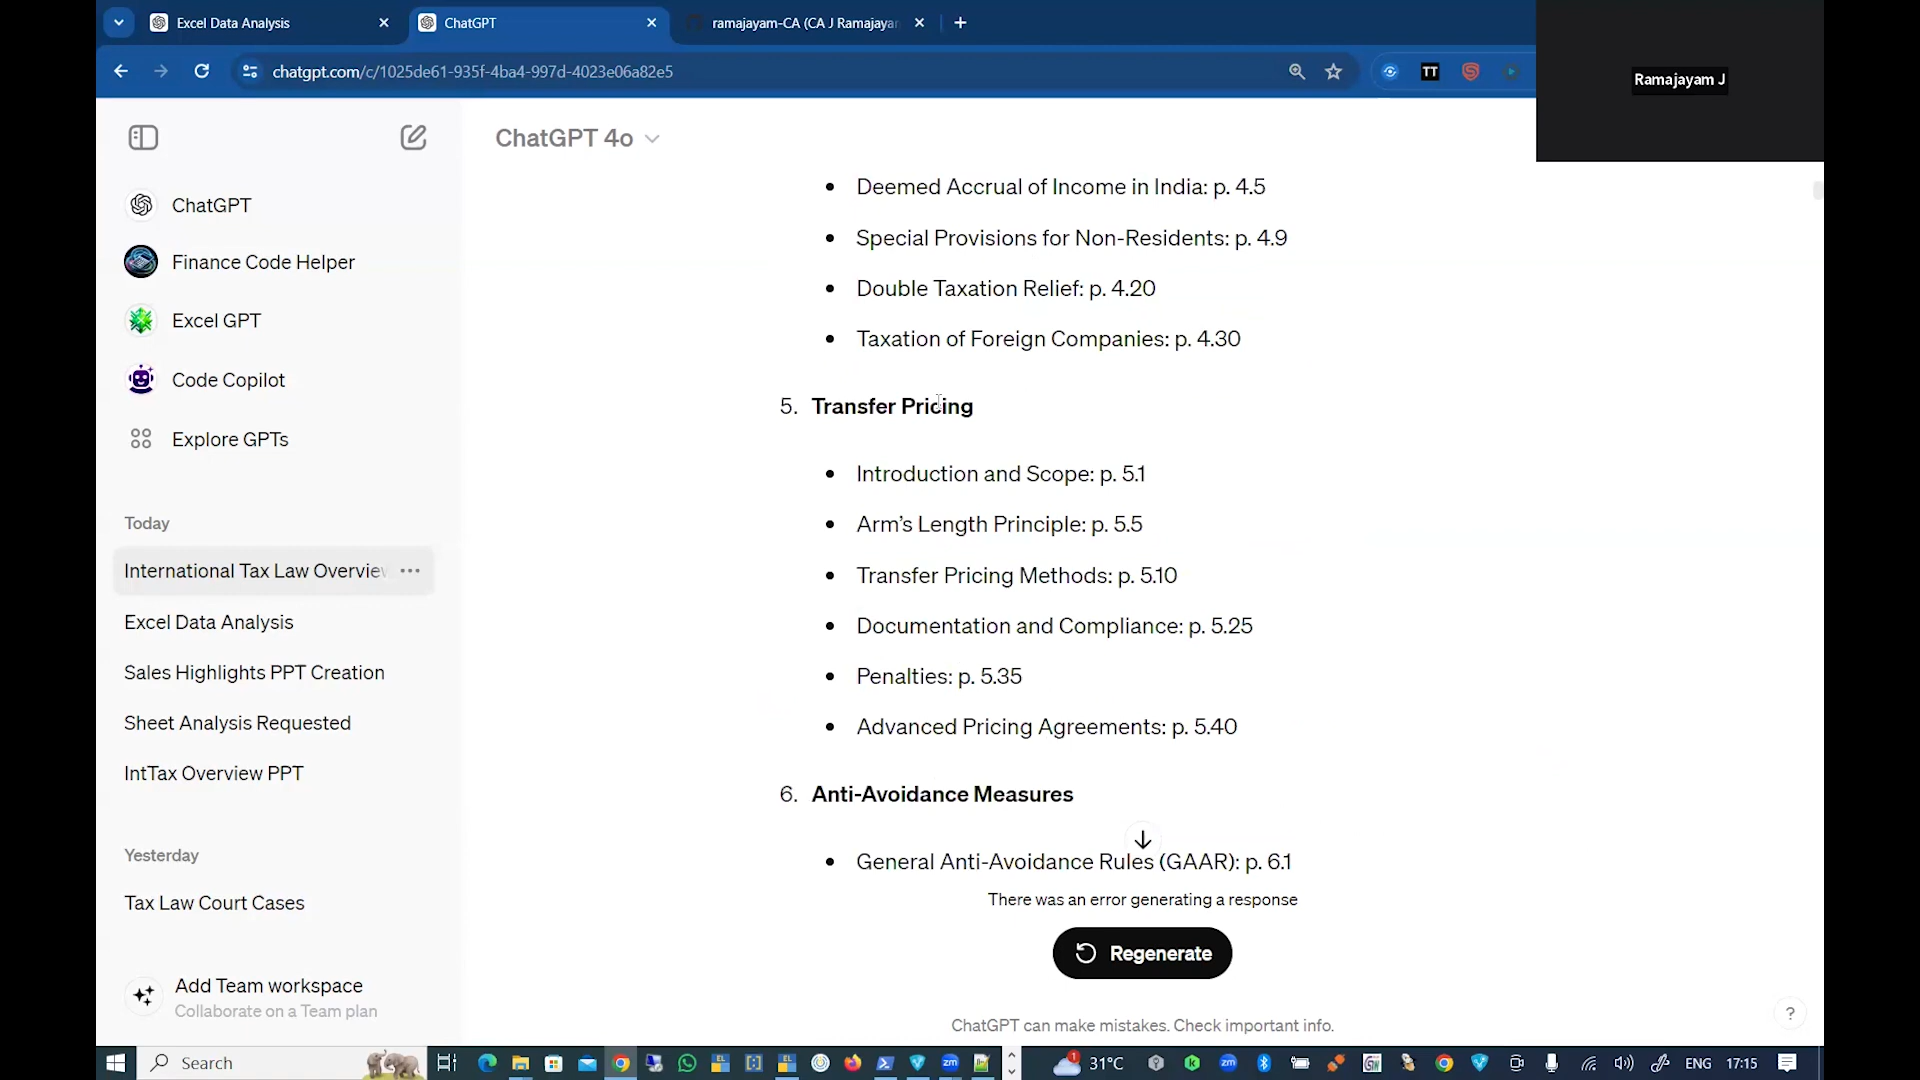 Excel Data Analysis
ChatGPT
ramajayam-CA (CA J Ramajaya
chatgpt.com/c/1025de61-935f-4ba4-997d-4023e06a82e5
TT
Ramajayam J
ChatGPT 4o
ChatGPT
Finance Code Helper
Excel GPT
Code Copilot
Explore GPTs
Today
International Tax Law Overview
Excel Data Analysis
Sales Highlights PPT Creation
Sheet Analysis Requested
IntTax Overview PPT
Yesterday
Tax Law Court Cases
Add Team workspace
Collaborate on a Team plan
• Deemed Accrual of Income in India: p. 4.5
• Special Provisions for Non-Residents: p. 4.9
• Double Taxation Relief: p. 4.20
• Taxation of Foreign Companies: p. 4.30
5. Transfer Pricing
• Introduction and Scope: p. 5.1
• Arm’s Length Principle: p. 5.5
• Transfer Pricing Methods: p. 5.10
• Documentation and Compliance: p. 5.25
• Penalties: p. 5.35
• Advanced Pricing Agreements: p. 5.40
6. Anti-Avoidance Measures
• General Anti-Avoidance Rules (GAAR): p. 6.1
There was an error generating a response
Regenerate
ChatGPT can make mistakes. Check important info.
?
Search
31°C
ENG
17:15